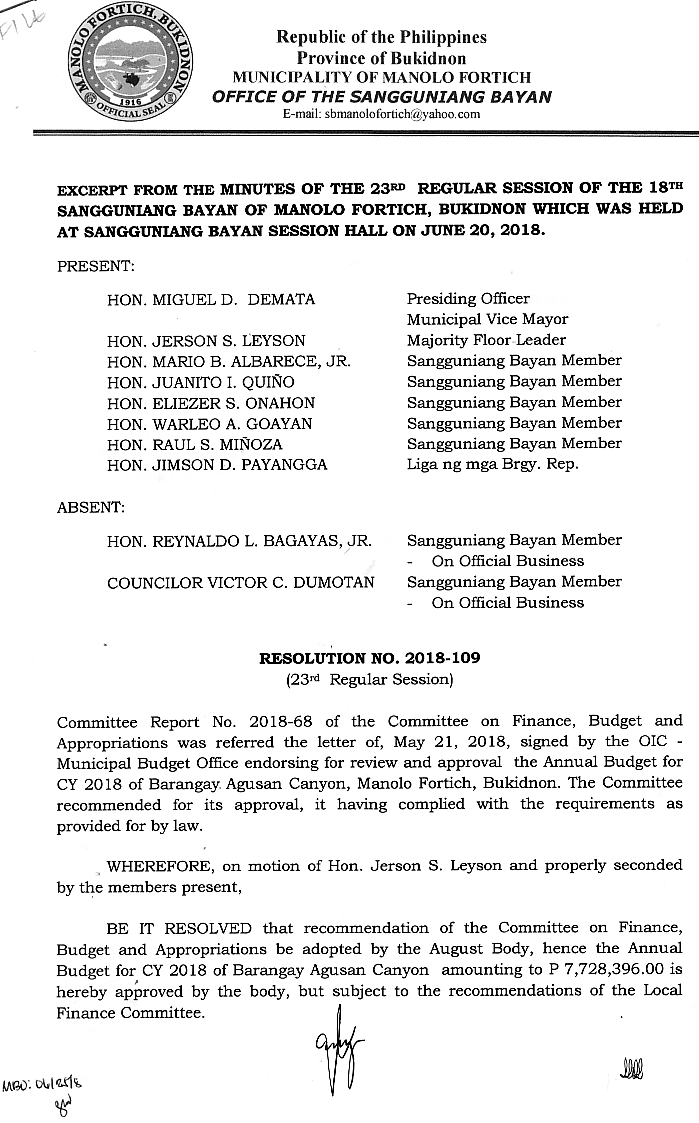 FILE
MANOLO FORTICH, BUKIDNON
1916
OFFICIAL SEAL
Republic of the Philippines
Province of Bukidnon
MUNICIPALITY OF MANOLO FORTICH
OFFICE OF THE SANGGUNIANG BAYAN
E-mail: sbmanolofortich@yahoo.com
EXCERPT FROM THE MINUTES OF THE 23RD REGULAR SESSION OF THE 18TH
SANGGUNIANG BAYAN OF MANOLO FORTICH, BUKIDNON WHICH WAS HELD
AT SANGGUNIANG BAYAN SESSION HALL ON JUNE 20, 2018.
PRESENT:
HON. MIGUEL D. DEMATA Presiding Officer
Municipal Vice Mayor
HON. JERSON S. LEYSON Majority Floor Leader
HON. MARIO B. ALBARECE, JR. Sangguniang Bayan Member
HON. JUANITO I. QUIÑO Sangguniang Bayan Member
HON. ELIEZER S. ONAHON Sangguniang Bayan Member
HON. WARLEO A. GOAYAN Sangguniang Bayan Member
HON. RAUL S. MIÑOZA Sangguniang Bayan Member
HON. JIMSON D. PAYANGGA Liga ng mga Brgy. Rep.
ABSENT:
HON. REYNALDO L. BAGAYAS, JR. Sangguniang Bayan Member
- On Official Business
COUNCILOR VICTOR C. DUMOTAN Sangguniang Bayan Member
- On Official Business
RESOLUTION NO. 2018-109
(23rd Regular Session)
Committee Report No. 2018-68 of the Committee on Finance, Budget and
Appropriations was referred the letter of, May 21, 2018, signed by the OIC -
Municipal Budget Office endorsing for review and approval the Annual Budget for
CY 2018 of Barangay Agusan Canyon, Manolo Fortich, Bukidnon. The Committee
recommended for its approval, it having complied with the requirements as
provided for by law.
WHEREFORE, on motion of Hon. Jerson S. Leyson and properly seconded
by the members present,
BE IT RESOLVED that recommendation of the Committee on Finance,
Budget and Appropriations be adopted by the August Body, hence the Annual
Budget for CY 2018 of Barangay Agusan Canyon amounting to P 7,728,396.00 is
hereby approved by the body, but subject to the recommendations of the Local
Finance Committee.
MBO: